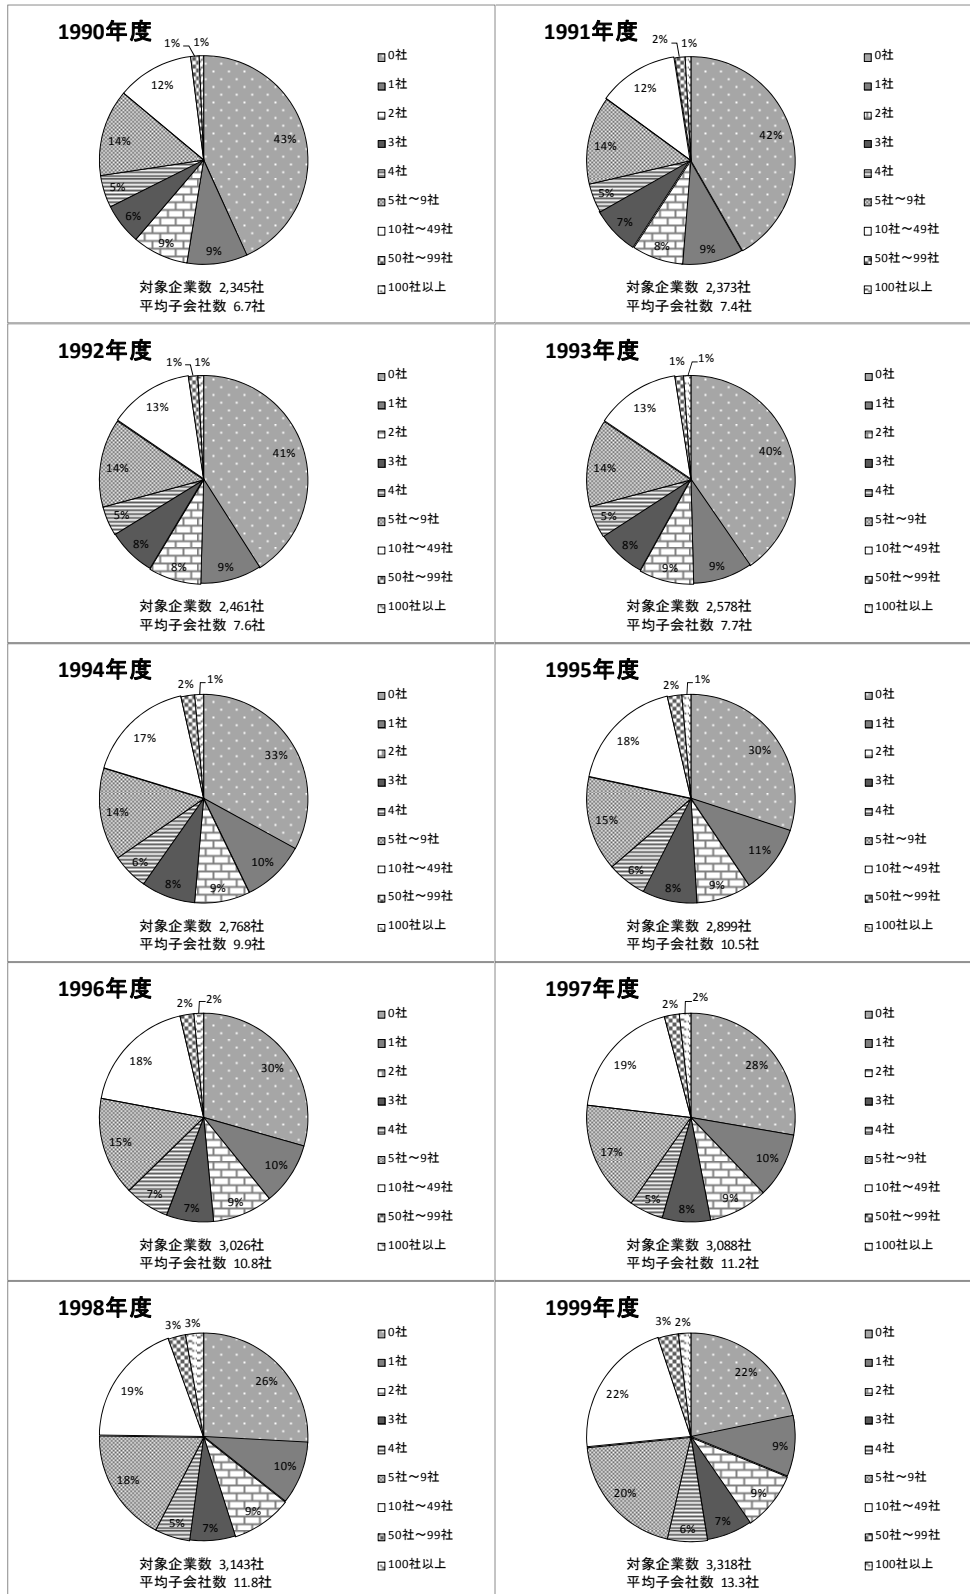 1990年度
1% 1%
12%
43%
14%
5%
6%
9%
9%
0社
1社
2社
3社
4社
5社～9社
10社～49社
50社～99社
100社以上
対象企業数 2,345社
平均子会社数 6.7社
1991年度
2% 1%
12%
42%
14%
5%
7%
8%
9%
0社
1社
2社
3社
4社
5社～9社
10社～49社
50社～99社
100社以上
対象企業数 2,373社
平均子会社数 7.4社
1992年度
1% 1%
13%
41%
14%
5%
8%
8%
9%
0社
1社
2社
3社
4社
5社～9社
10社～49社
50社～99社
100社以上
対象企業数 2,461社
平均子会社数 7.6社
1993年度
1% 1%
13%
40%
14%
5%
8%
9%
9%
0社
1社
2社
3社
4社
5社～9社
10社～49社
50社～99社
100社以上
対象企業数 2,578社
平均子会社数 7.7社
1994年度
2% 1%
17%
33%
14%
6%
8%
9%
10%
0社
1社
2社
3社
4社
5社～9社
10社～49社
50社～99社
100社以上
対象企業数 2,768社
平均子会社数 9.9社
1995年度
2% 1%
18%
30%
15%
6%
8%
9%
11%
0社
1社
2社
3社
4社
5社～9社
10社～49社
50社～99社
100社以上
対象企業数 2,899社
平均子会社数 10.5社
1996年度
2% 2%
18%
30%
15%
7%
7%
9%
10%
0社
1社
2社
3社
4社
5社～9社
10社～49社
50社～99社
100社以上
対象企業数 3,026社
平均子会社数 10.8社
1997年度
2% 2%
19%
28%
17%
5%
8%
9%
10%
0社
1社
2社
3社
4社
5社～9社
10社～49社
50社～99社
100社以上
対象企業数 3,088社
平均子会社数 11.2社
1998年度
3% 3%
19%
26%
18%
5%
7%
9%
10%
0社
1社
2社
3社
4社
5社～9社
10社～49社
50社～99社
100社以上
対象企業数 3,143社
平均子会社数 11.8社
1999年度
3% 2%
22%
22%
20%
6%
7%
9%
9%
0社
1社
2社
3社
4社
5社～9社
10社～49社
50社～99社
100社以上
対象企業数 3,318社
平均子会社数 13.3社